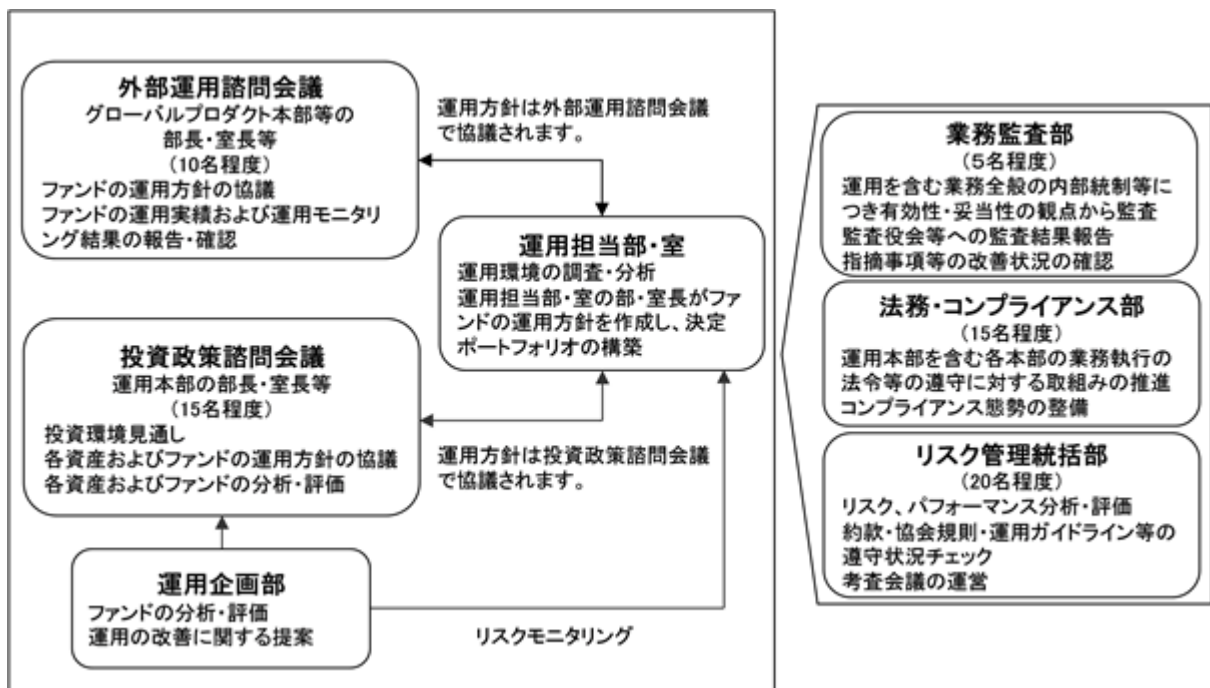 外部運用諮問会議
グローバルプロダクト本部等の
部長・室長等
(10名程度)
ファンドの運用方針の協議
ファンドの運用実績および運用モニタリ
ング結果の報告・確認
運用方針は外部運用諮問会議
で協議されます。
運用担当部・室
運用環境の調査・分析
運用担当部・室の部・室長がファ
ンドの運用方針を作成し、決定
ポートフォリオの構築
投資政策諮問会議
運用本部の部長・室長等
(15名程度)
投資環境見通し
各資産およびファンドの運用方針の協議
各資産およびファンドの分析・評価
運用方針は投資政策諮問会議
で協議されます。
運用企画部
ファンドの分析・評価
運用の改善に関する提案
リスクモニタリング
業務監査部
(5名程度)
運用を含む業務全般の内部統制等に
つき有効性・妥当性の観点から監査
監査役会等への監査結果報告
指摘事項等の改善状況の確認
法務・コンプライアンス部
(15名程度)
運用本部を含む各本部の業務執行の
法令等の遵守に対する取組みの推進
コンプライアンス態勢の整備
リスク管理統括部
(20名程度)
リスク、パフォーマンス分析・評価
約款・協会規則・運用ガイドライン等の
遵守状況チェック
考査会議の運営